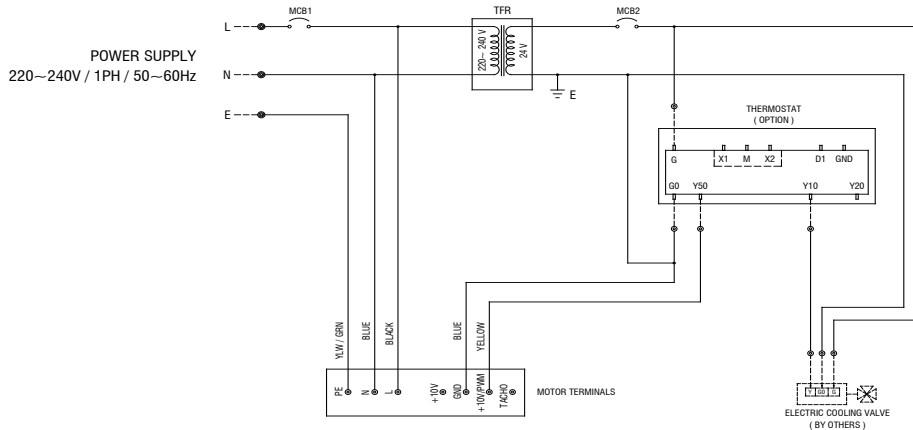 MCB1
TFR
MCB2
L
220~ 240 V
24 V
POWER SUPPLY
220~240V / 1PH / 50~60Hz
N
E
E
THERMOSTAT
( OPTION )
G
X1
M
X2
D1
GND
G0
Y50
Y10
Y20
YLW / GRN
BLUE
BLACK
BLUE
YELLOW
PE
N
L
+10V
GND
+10V/PWM
TACHO
MOTOR TERMINALS
Y
G0
G
ELECTRIC COOLING VALVE
( BY OTHERS )